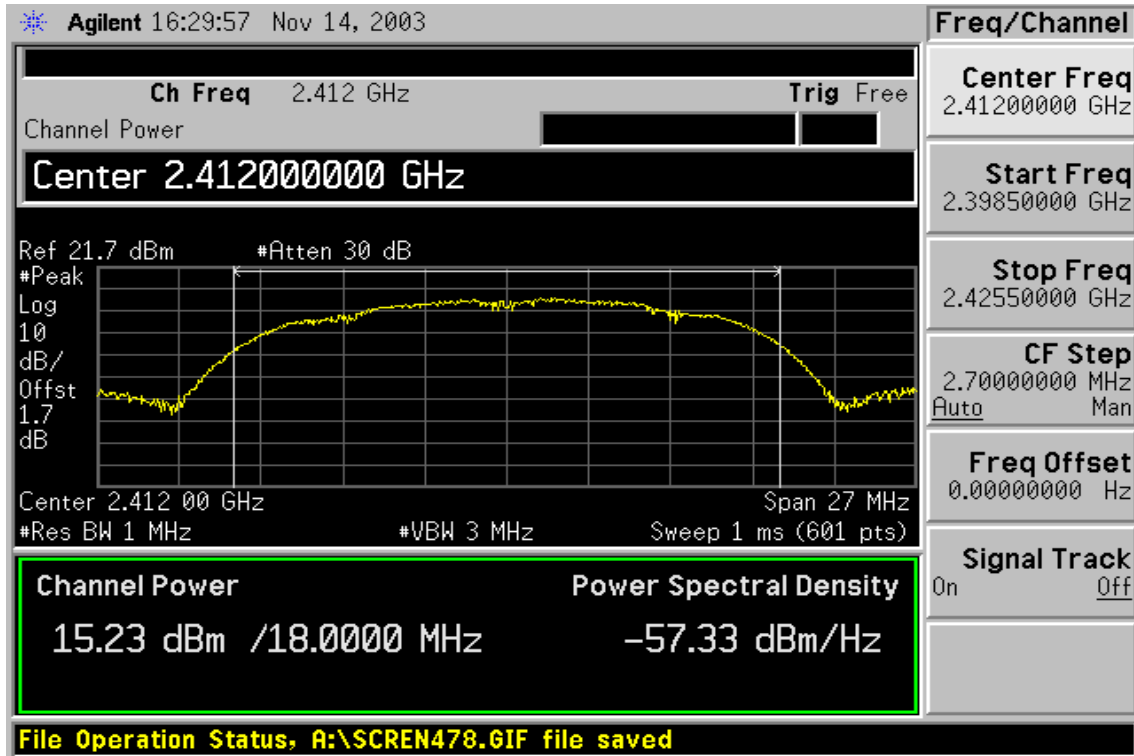 Agilent 16:29:57 Nov 14, 2003
Freq/Channel
Ch Freq 2.412 GHz
Trig Free
Channel Power
Center 2.412000000 GHz
Ref 21.7 dBm
#Atten 30 dB
#Peak
Log
10
dB/
Offst
1.7
dB
Center 2.412 00 GHz
Span 27 MHz
#Res BW 1 MHz
#VBW 3 MHz
Sweep 1 ms (601 pts)
Channel Power
Power Spectral Density
15.23 dBm /18.0000 MHz
-57.33 dBm/Hz
Center Freq
2.41200000 GHz
Start Freq
2.39850000 GHz
Stop Freq
2.42550000 GHz
CF Step
2.70000000 MHz
Auto Man
Freq Offset
0.00000000 Hz
Signal Track
On Off
File Operation Status, A:\SCREN478.GIF file saved